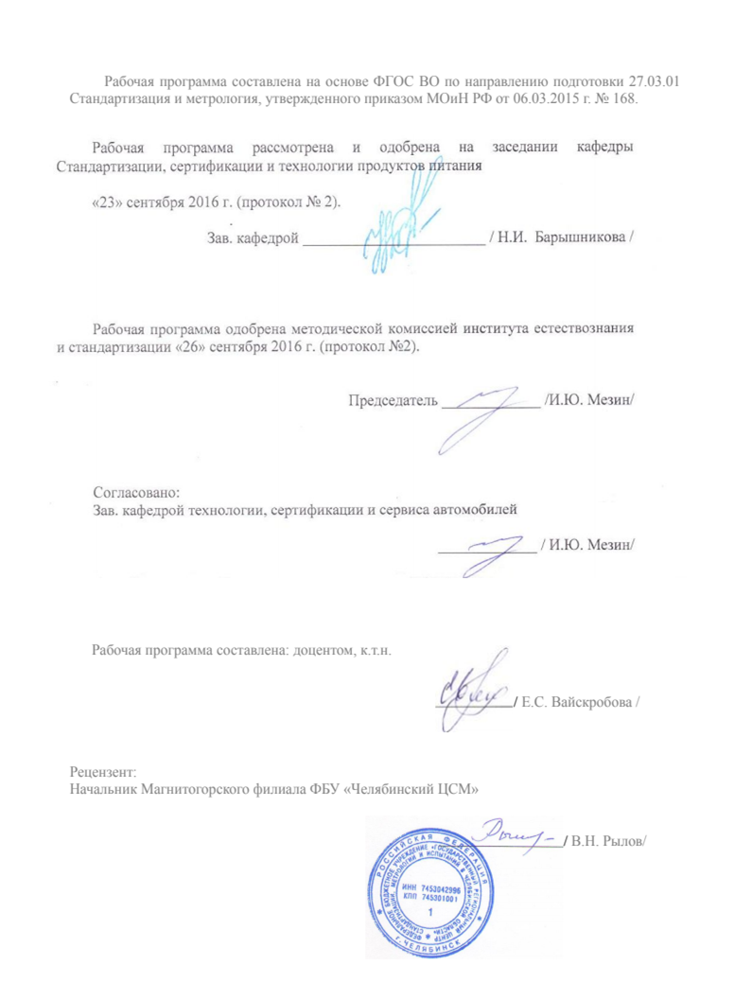 Рабочая программа составлена на основе ФГОС ВО по направлению подготовки 27.03.01
Стандартизация и метрология, утвержденного приказом МОиН РФ от 06.03.2015 г. № 168.
Рабочая программа рассмотрена и одобрена на заседании кафедры
Стандартизации, сертификации и технологии продуктов питания
«23» сентября 2016 г. (протокол № 2).
Зав. кафедрой / Н.И. Барышникова /
Рабочая программа одобрена методической комиссией института естествознания
и стандартизации «26» сентября 2016 г. (протокол №2).
Председатель /И.Ю. Мезин/
Согласовано:
Зав. кафедрой технологии, сертификации и сервиса автомобилей
/ И.Ю. Мезин/
Рабочая программа составлена: доцентом, к.т.н.
/ Е.С. Вайскробова /
Рецензент:
Начальник Магнитогорского филиала ФБУ «Челябинский ЦСМ»
/ В.Н. Рылов/
РОССИЙСКАЯ ФЕДЕРАЦИЯ
г. ЧЕЛЯБИНСК
ФЕДЕРАЛЬНОЕ БЮДЖЕТНОЕ УЧРЕЖДЕНИЕ «ГОСУДАРСТВЕННЫЙ РЕГИОНАЛЬНЫЙ ЦЕНТР
СТАНДАРТИЗАЦИИ, МЕТРОЛОГИИ И ИСПЫТАНИЙ В ЧЕЛЯБИНСКОЙ ОБЛАСТИ»
ИНН 7453042996
КПП 745301001
1